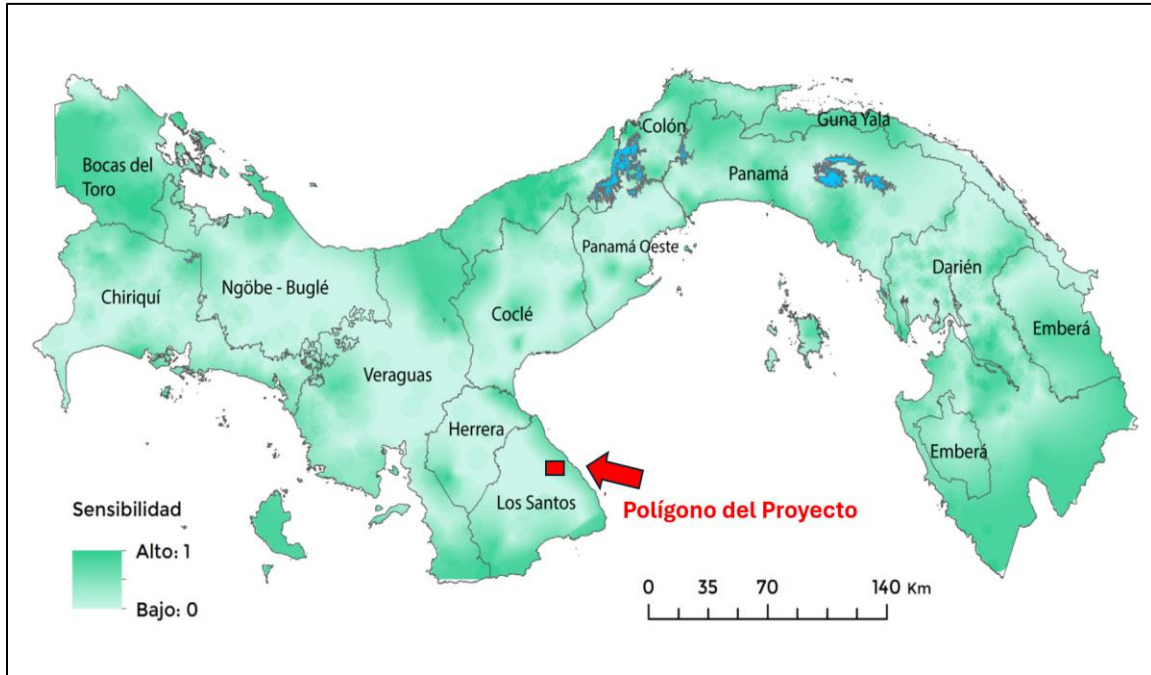 Colón
Guna Yala
Bocas del
Toro
Panamá
Panamá Oeste
Darién
Chiriquí
Ngöbe - Buglé
Coclé
Emberá
Veraguas
Herrera
Emberá
Los Santos
Polígono del Proyecto
Sensibilidad
Alto: 1
Bajo: 0
0 35 70 140 Km